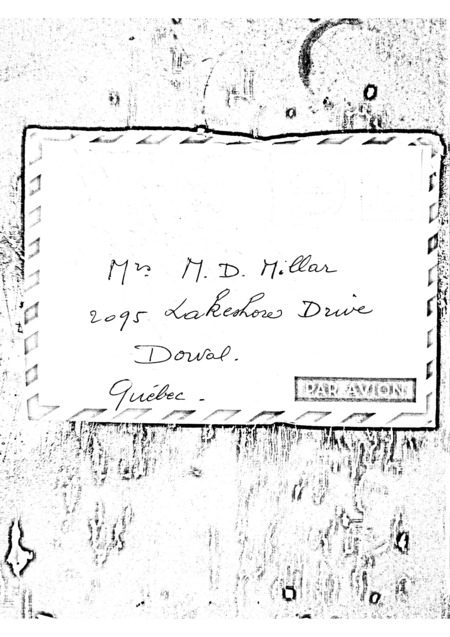 Mrs M. D. Millar
2095 Lakeshore Drive
Dorval.
Québec.
PAR AVION